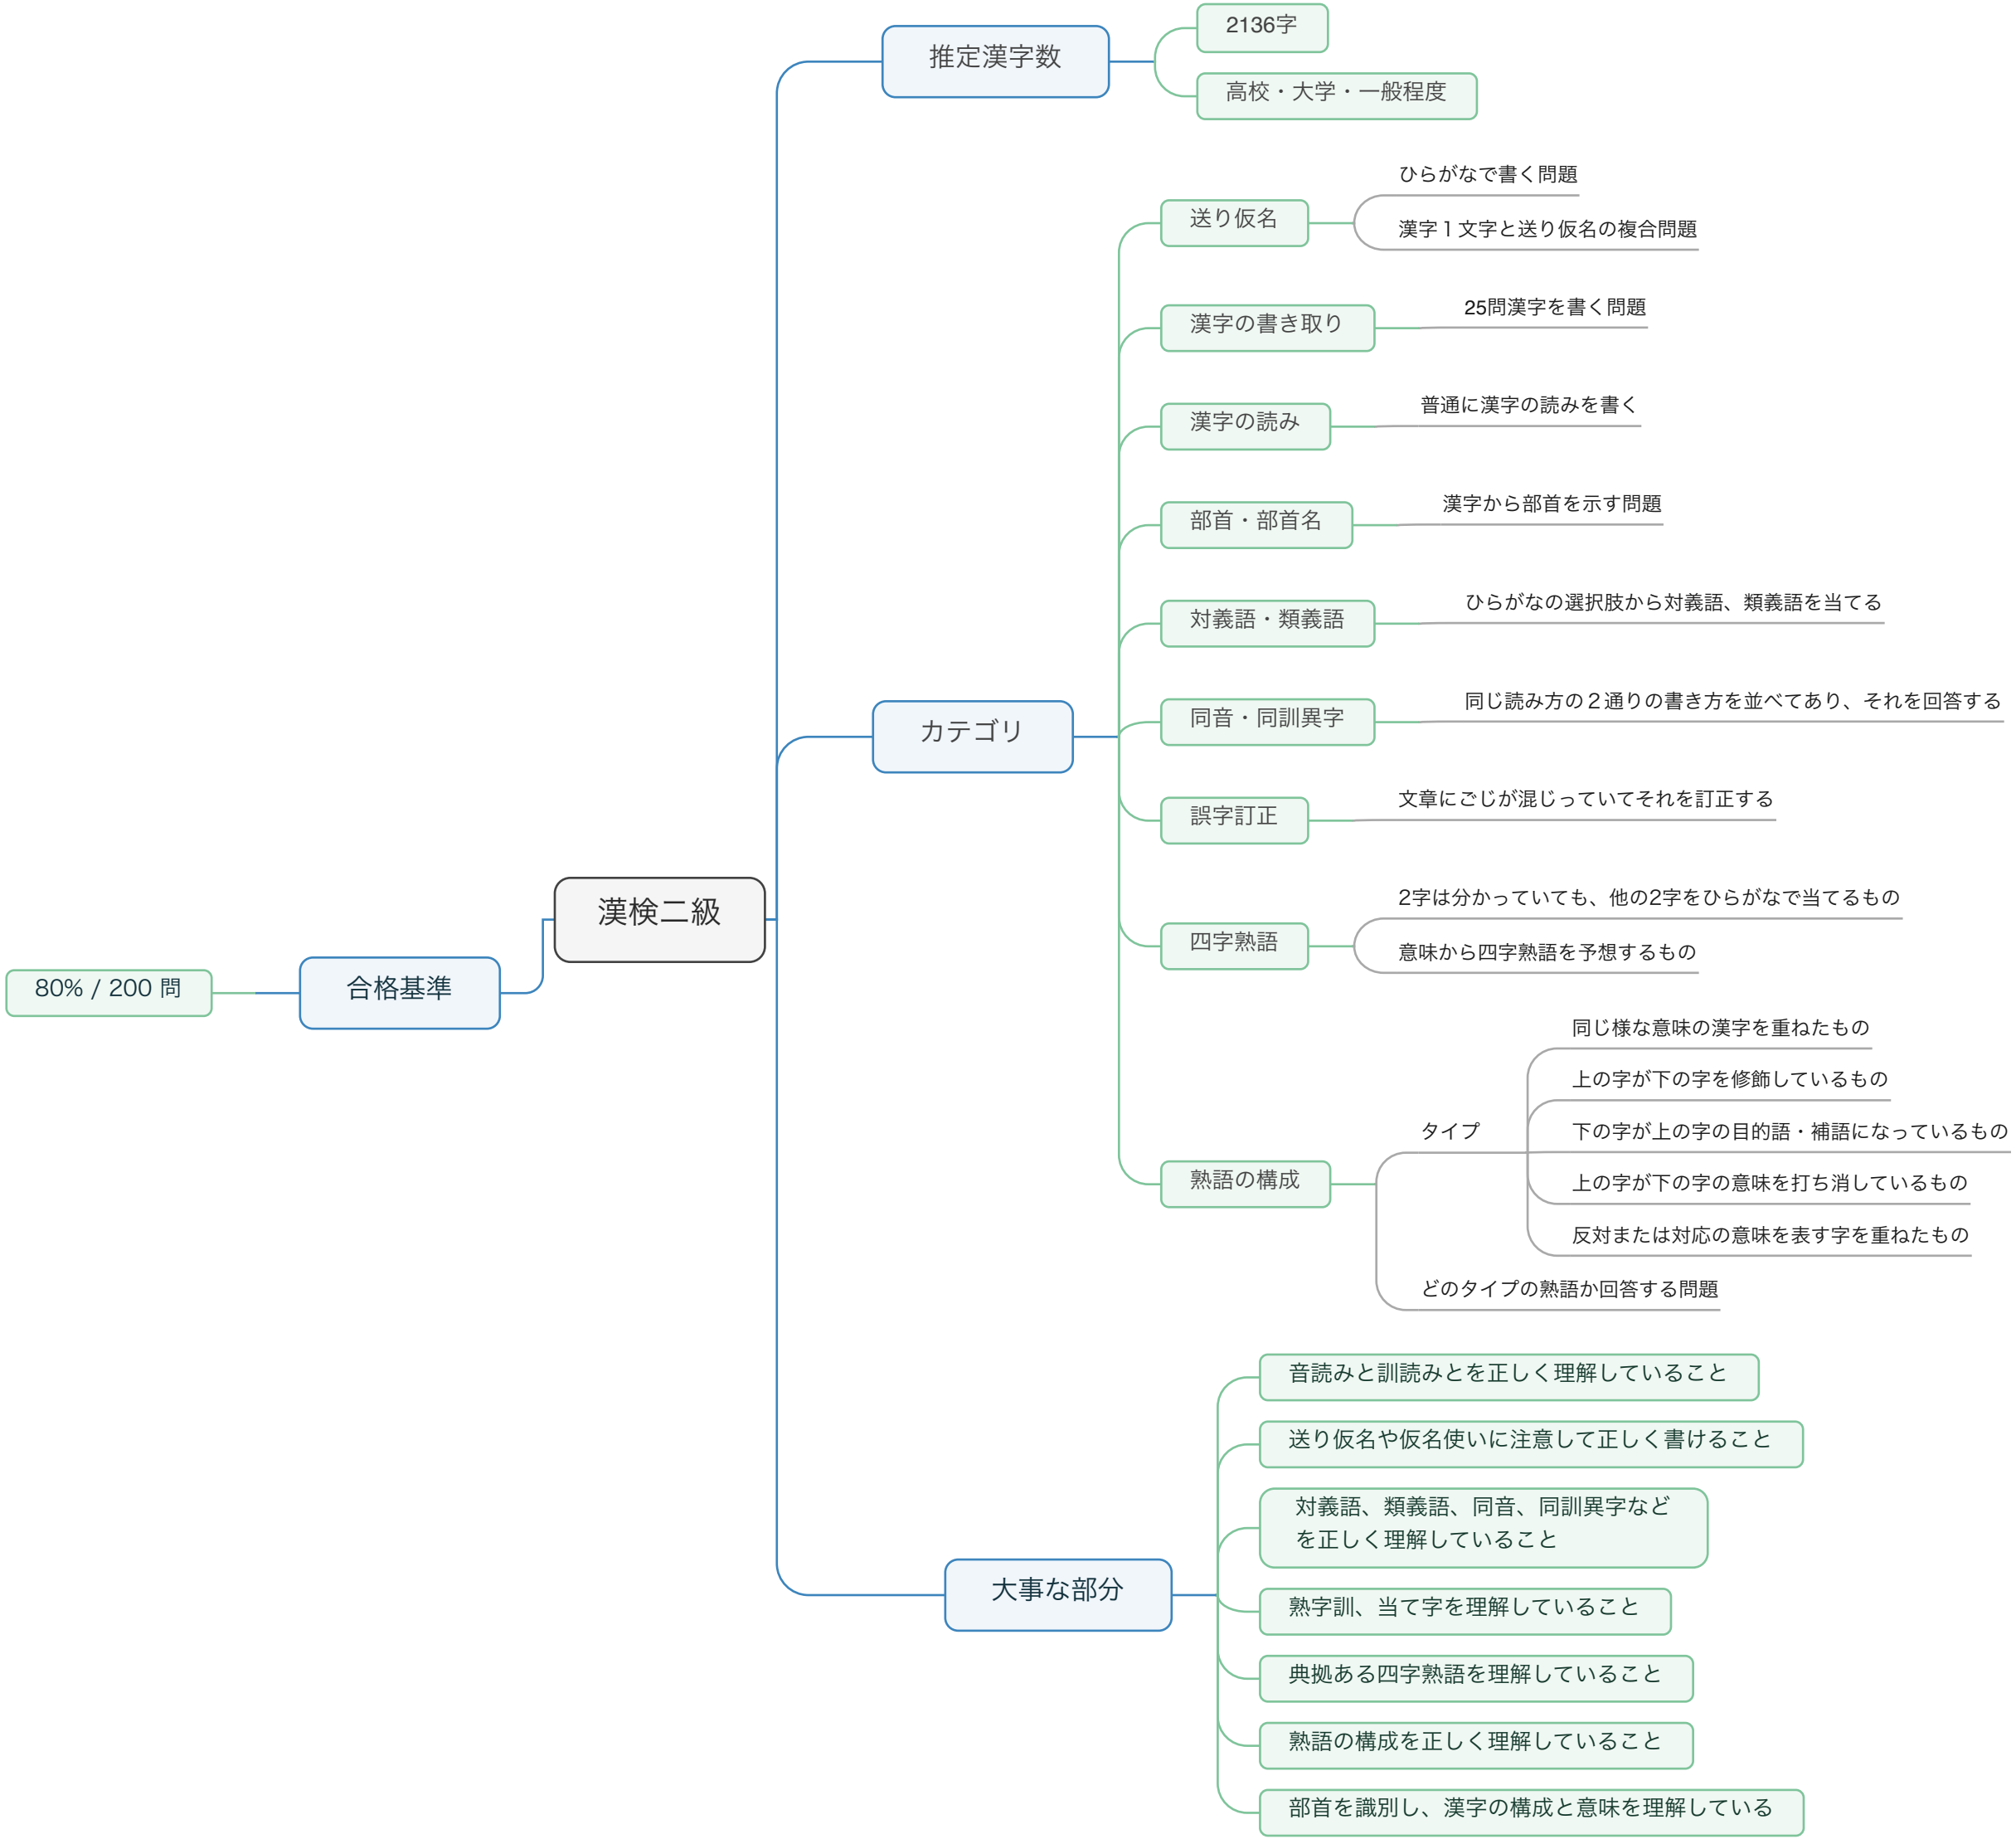 漢検二級
推定漢字数
2136字
高校・大学・一般程度
カテゴリ
送り仮名
ひらがなで書く問題
漢字１文字と送り仮名の複合問題
漢字の書き取り
25問漢字を書く問題
漢字の読み
普通に漢字の読みを書く
部首・部首名
漢字から部首を示す問題
対義語・類義語
ひらがなの選択肢から対義語、類義語を当てる
同音・同訓異字
同じ読み方の２通りの書き方を並べてあり、それを回答する
誤字訂正
文章にごじが混じっていてそれを訂正する
四字熟語
2字は分かっていても、他の2字をひらがなで当てるもの
意味から四字熟語を予想するもの
熟語の構成
タイプ
同じ様な意味の漢字を重ねたもの
上の字が下の字を修飾しているもの
下の字が上の字の目的語・補語になっているもの
上の字が下の字の意味を打ち消しているもの
反対または対応の意味を表す字を重ねたもの
どのタイプの熟語か回答する問題
大事な部分
音読みと訓読みとを正しく理解していること
送り仮名や仮名使いに注意して正しく書けること
対義語、類義語、同音、同訓異字など
を正しく理解していること
熟字訓、当て字を理解していること
典拠ある四字熟語を理解していること
熟語の構成を正しく理解していること
部首を識別し、漢字の構成と意味を理解している
合格基準
80% / 200 問